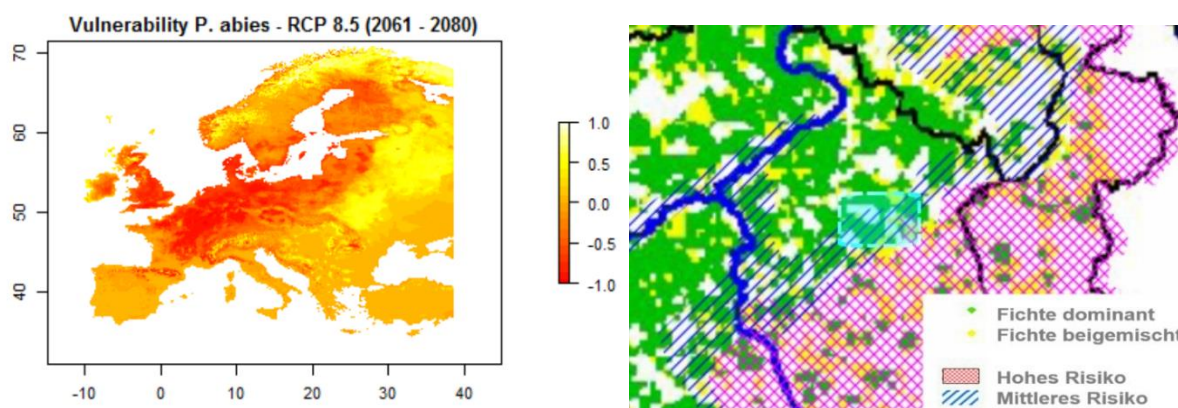 Vulnerability P. abies - RCP 8.5 (2061 - 2080)
70
60
50
40
-10 0 10 20 30 40
1.0
0.5
0.0
-0.5
-1.0
Fichte dominant
Fichte beigemischt
Hohes Risiko
Mittleres Risiko